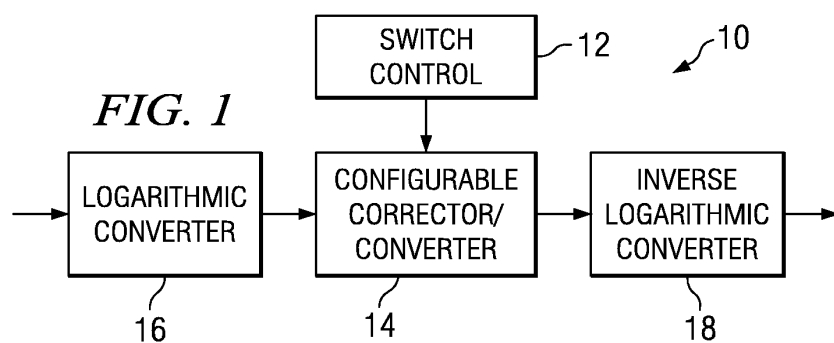 SWITCH
CONTROL
12
10
FIG. 1
LOGARITHMIC
CONVERTER
CONFIGURABLE
CORRECTOR/
CONVERTER
INVERSE
LOGARITHMIC
CONVERTER
16
14
18